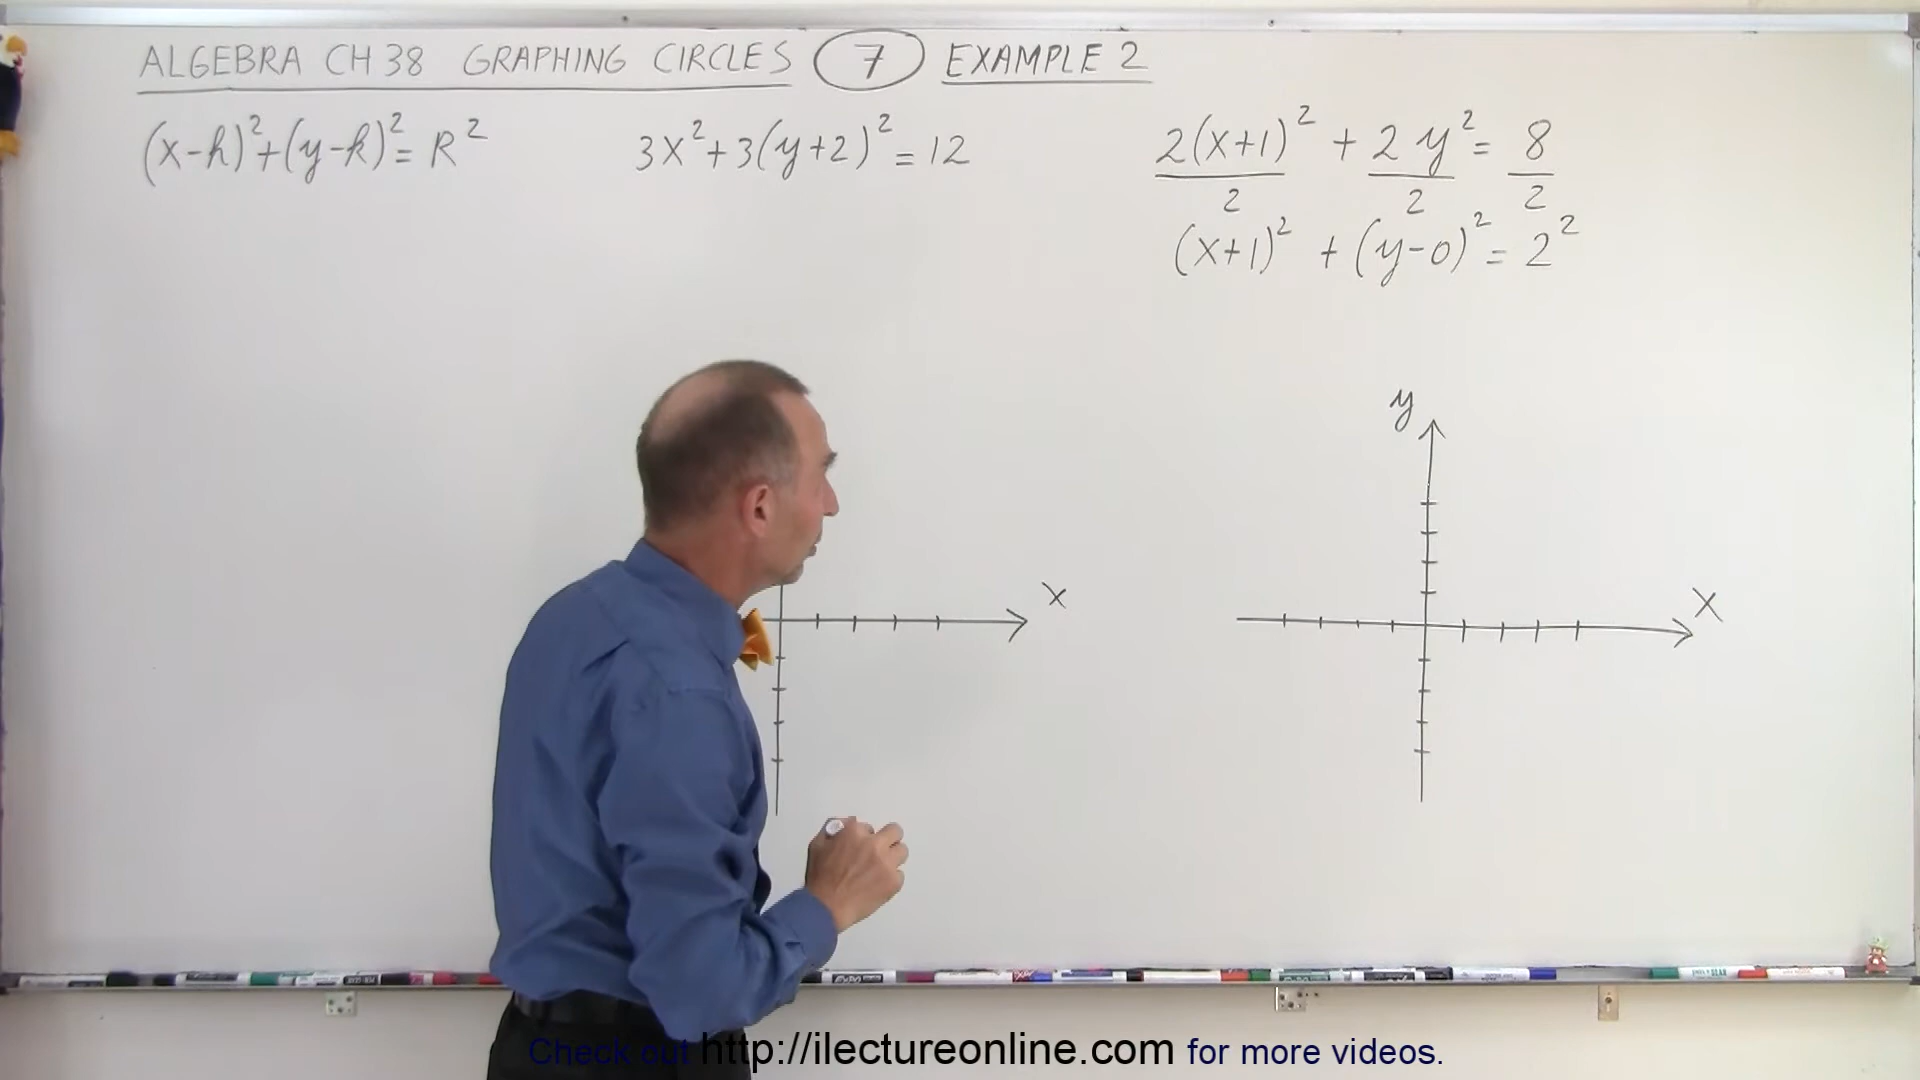 ALGEBRA CH 38 GRAPHING CIRCLES 7 EXAMPLE 2
(x-h)²+(y-k)²=R²
3x²+3(y+2)²=12
2(x+1)²/2 + 2y²/2 = 8/2
(x+1)² + (y-0)² = 2²
y
x
x
Check out http://ilectureonline.com for more videos.